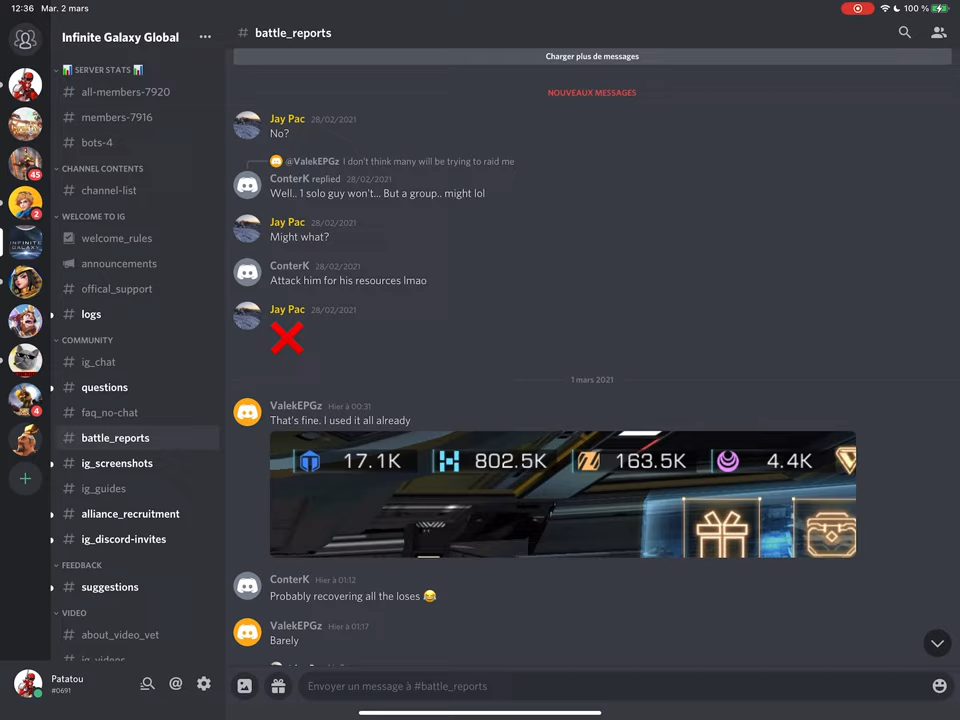 12:36 Mar. 2 mars
100 %
Infinite Galaxy Global
SERVER STATS
all-members-7920
members-7916
bots-4
CHANNEL CONTENTS
channel-list
WELCOME TO IG
welcome_rules
announcements
offical_support
logs
COMMUNITY
ig_chat
questions
faq_no-chat
battle_reports
ig_screenshots
ig_guides
alliance_recruitment
ig_discord-invites
FEEDBACK
suggestions
VIDEO
about_video_vet
ig_videos
45
2
INFINITE
GALAXY
4
Patatou
#0691
# battle_reports
Charger plus de messages
NOUVEAUX MESSAGES
Jay Pac 28/02/2021
No?
@ValekEPGz I don't think many will be trying to raid me
ConterK replied 28/02/2021
Well.. 1 solo guy won't... But a group.. might lol
Jay Pac 28/02/2021
Might what?
ConterK 28/02/2021
Attack him for his resources lmao
Jay Pac 28/02/2021
❌
1 mars 2021
ValekEPGz Hier à 00:31
That's fine. I used it all already
17.1K 802.5K 163.5K 4.4K
ConterK Hier à 01:12
Probably recovering all the loses 😂
ValekEPGz Hier à 01:17
Barely
Envoyer un message à #battle_reports